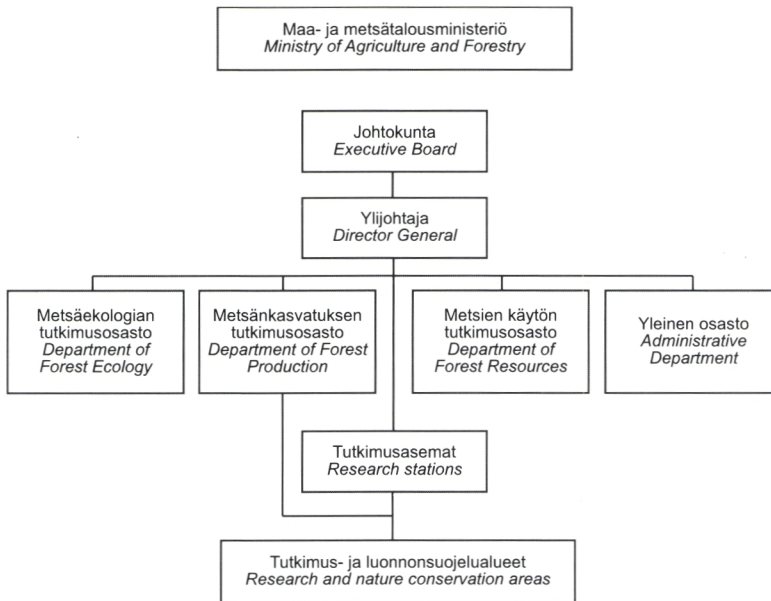 Maa- ja metsätalousministeriö
Ministry of Agriculture and Forestry
Johtokunta
Executive Board
Ylijohtaja
Director General
Metsäekologian
tutkimusosasto
Department of
Forest Ecology
Metsänkasvatuksen
tutkimusosasto
Department of Forest
Production
Metsien käytön
tutkimusosasto
Department of
Forest Resources
Yleinen osasto
Administrative
Department
Tutkimusasemat
Research stations
Tutkimus- ja luonnonsuojelualueet
Research and nature conservation areas